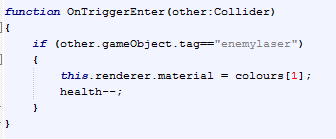 function OnTriggerEnter(other:Collider)
{
    if (other.gameObject.tag=="enemylaser")
    {
        this.renderer.material = colours[1];
        health--;
    }
}